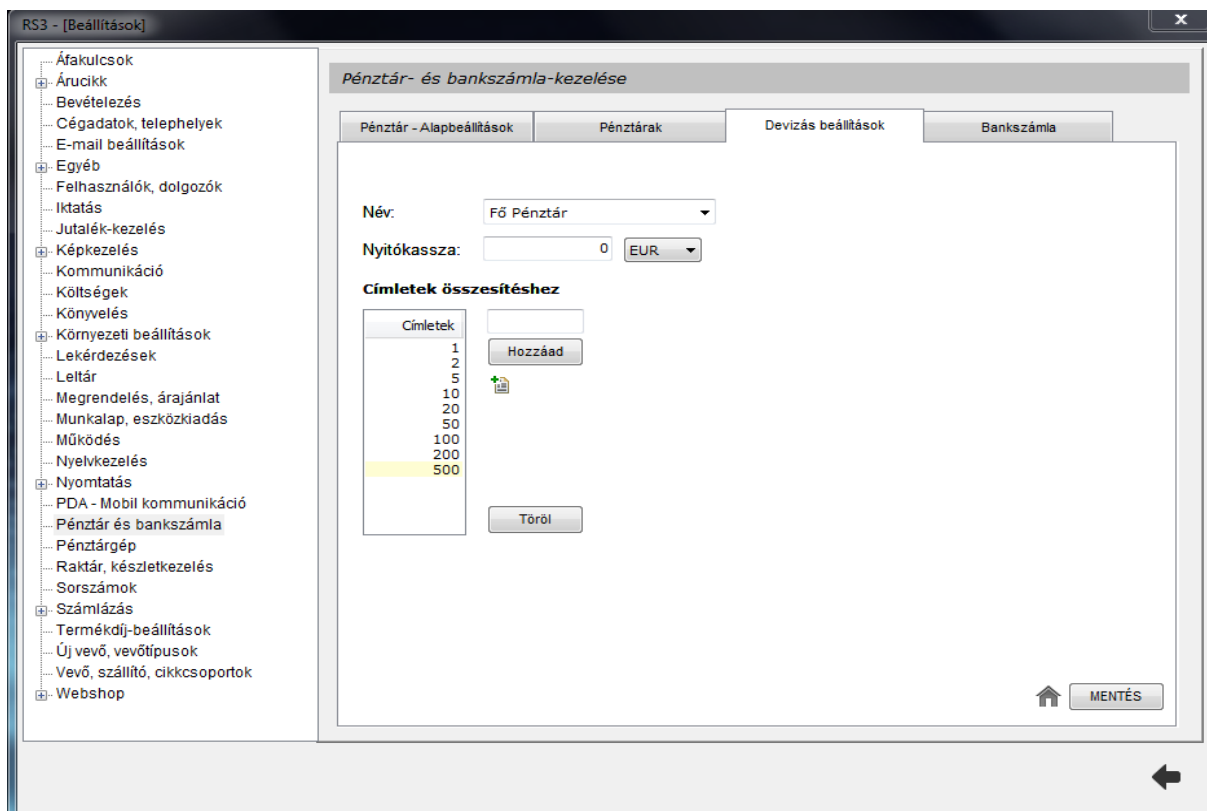 RS3 - [Beállítások]
x
Áfakulcsok
Árucikk
Bevételezés
Cégadatok, telephelyek
E-mail beállítások
Egyéb
Felhasználók, dolgozók
Iktatás
Jutalék-kezelés
Képkezelés
Kommunikáció
Költségek
Könyvelés
Környezeti beállítások
Lekérdezések
Leltár
Megrendelés, árajánlat
Munkalap, eszközkiadás
Működés
Nyelvkezelés
Nyomtatás
PDA - Mobil kommunikáció
Pénztár és bankszámla
Pénztárgép
Raktár, készletkezelés
Sorszámok
Számlázás
Termékdíj-beállítások
Új vevő, vevőtípusok
Vevő, szállító, cikkcsoportok
Webshop
Pénztár- és bankszámla-kezelése
Pénztár - Alapbeállítások Pénztárak Devizás beállítások Bankszámla
Név: Fő Pénztár
Nyitókassza: 0 EUR
Címletek összesítéshez
Címletek
1
2
5
10
20
50
100
200
500
Hozzáad
Töröl
MENTÉS